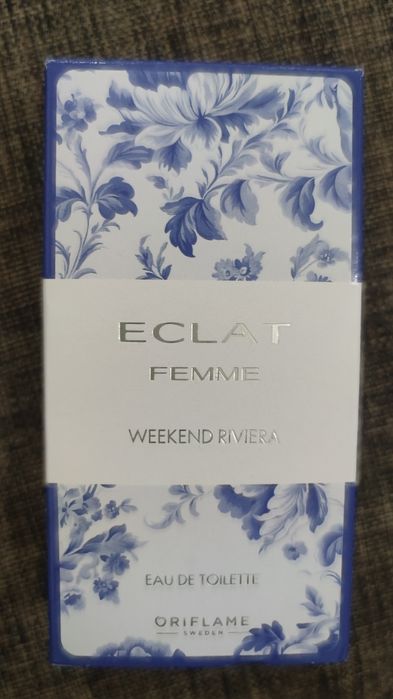 ECLAT
FEMME
WEEKEND RIVIERA
EAU DE TOILETTE
ORIFLAME
SWEDEN